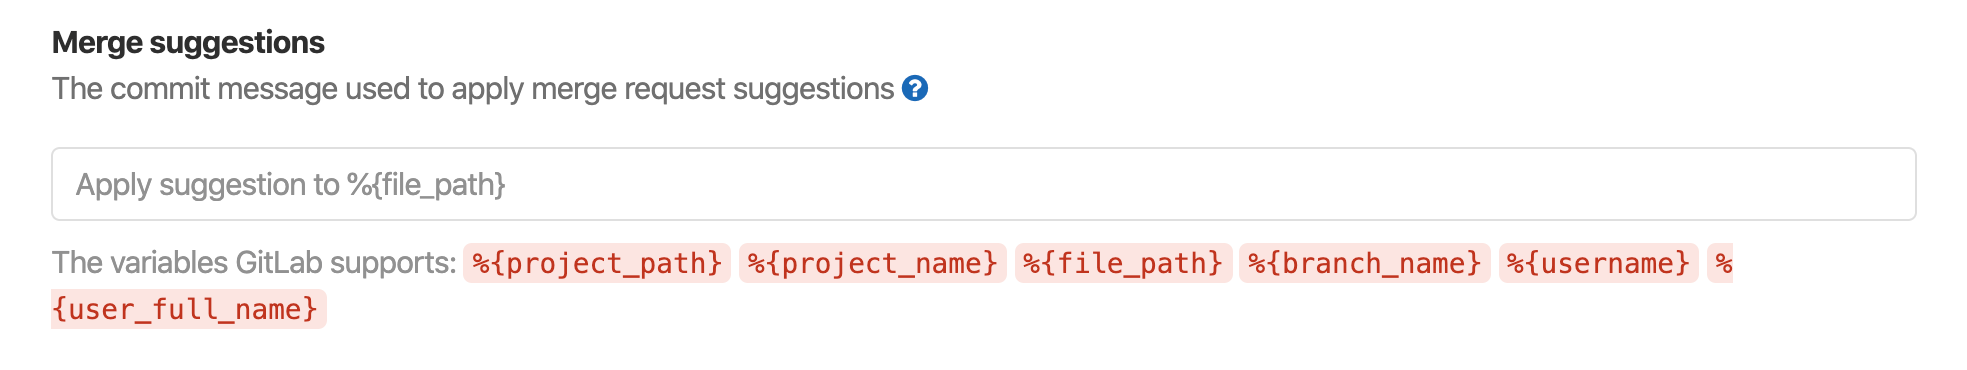 Merge suggestions
The commit message used to apply merge request suggestions ?
Apply suggestion to %{file_path}
The variables GitLab supports: %{project_path} %{project_name} %{file_path} %{branch_name} %{username} %
{user_full_name}